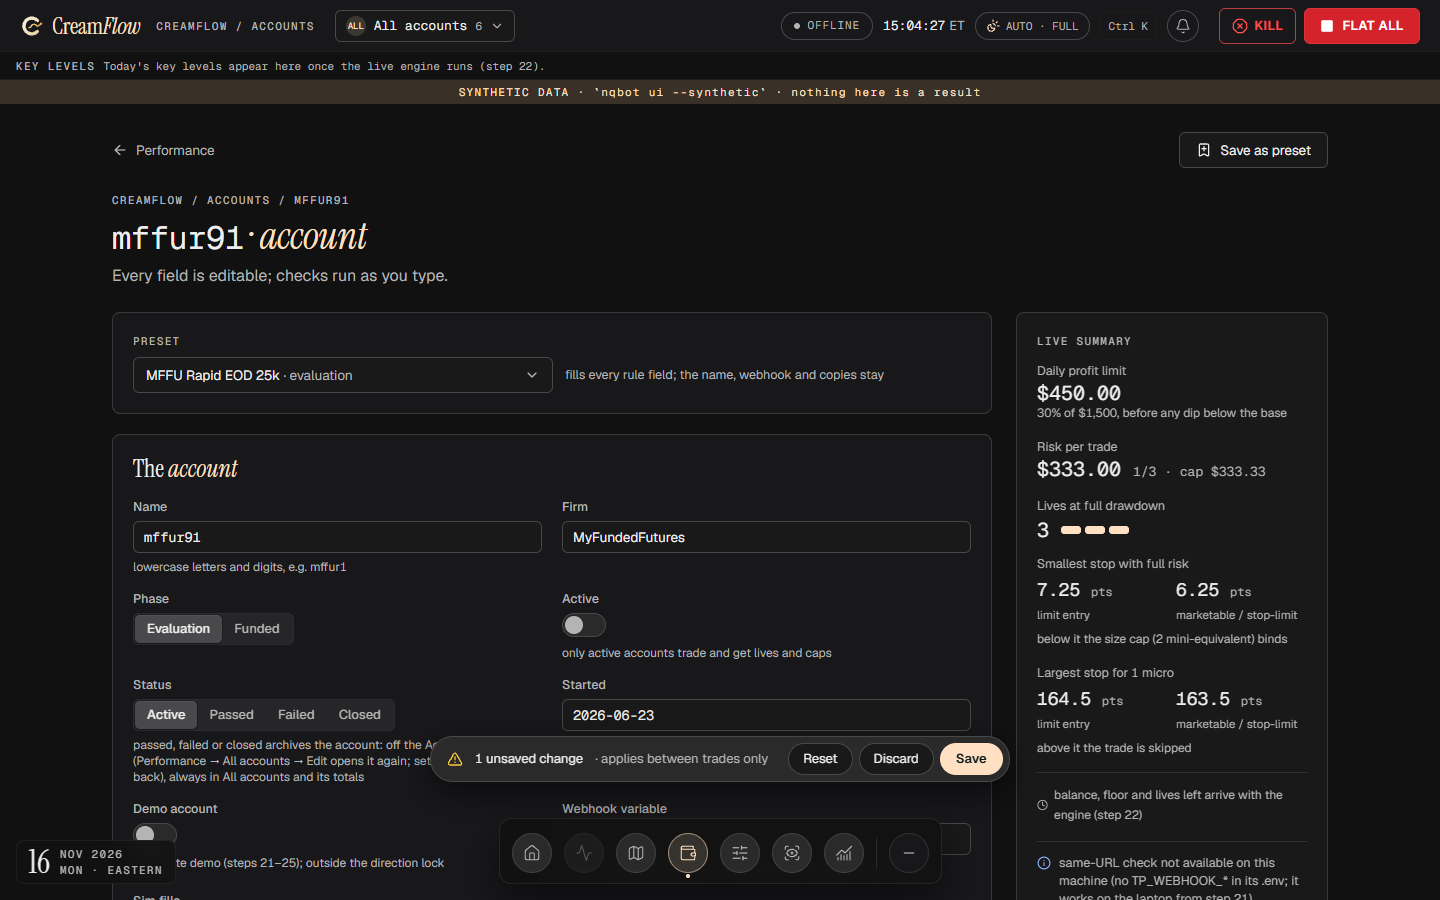 CreamFlow
CREAMFLOW / ACCOUNTS
ALL All accounts 6
OFFLINE
15:04:27 ET
AUTO · FULL
Ctrl K
KILL
FLAT ALL
KEY LEVELS Today's key levels appear here once the live engine runs (step 22).
SYNTHETIC DATA · `nqbot ui --synthetic` · nothing here is a result
Performance
Save as preset
CREAMFLOW / ACCOUNTS / MFFUR91
mffur91 · account
Every field is editable; checks run as you type.
PRESET
MFFU Rapid EOD 25k · evaluation
fills every rule field; the name, webhook and copies stay
The account
Name
mffur91
lowercase letters and digits, e.g. mffur1
Firm
MyFundedFutures
Phase
Evaluation Funded
Active
only active accounts trade and get lives and caps
Status
Active Passed Failed Closed
passed, failed or closed archives the account: off the
(Performance → All accounts → Edit opens it again; set
back), always in All accounts and its totals
Started
2026-06-23
1 unsaved change · applies between trades only
Reset
Discard
Save
Demo account
te demo (steps 21–25); outside the direction lock
Webhook variable
16
NOV 2026
MON · EASTERN
LIVE SUMMARY
Daily profit limit
$450.00
30% of $1,500, before any dip below the base
Risk per trade
$333.00 1/3 · cap $333.33
Lives at full drawdown
3
Smallest stop with full risk
7.25 pts 6.25 pts
limit entry marketable / stop-limit
below it the size cap (2 mini-equivalent) binds
Largest stop for 1 micro
164.5 pts 163.5 pts
limit entry marketable / stop-limit
above it the trade is skipped
balance, floor and lives left arrive with the
engine (step 22)
same-URL check not available on this
machine (no TP_WEBHOOK_* in its .env; it
works on the laptop from step 21)